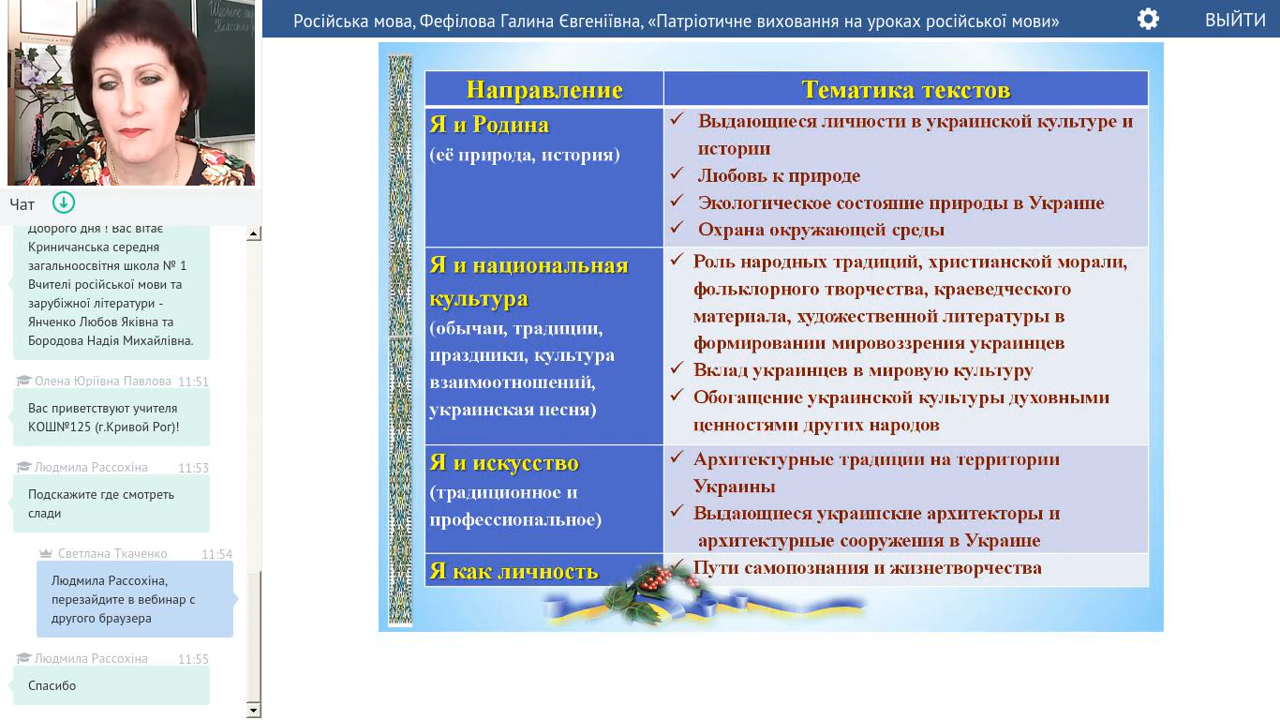 Російська мова, Фефілова Галина Євгеніївна, «Патріотичне виховання на уроках російської мови»
ВЫЙТИ
Чат
Доброго дня ! Вас вітає
Криничанська середня
загальноосвітня школа № 1
Вчителі російської мови та
зарубіжної літератури -
Янченко Любов Яківна та
Бородова Надія Михайлівна.
Олена Юріївна Павлова 11:51
Вас приветствуют учителя
КОШ№125 (г.Кривой Рог)!
Людмила Рассохіна 11:53
Подскажите где смотреть
слади
Светлана Ткаченко 11:54
Людмила Рассохіна,
перезайдите в вебинар с
другого браузера
Людмила Рассохіна 11:55
Спасибо
Направление
Тематика текстов
Я и Родина
(её природа, история)
Выдающиеся личности в украинской культуре и
истории
Любовь к природе
Экологическое состояние природы в Украине
Охрана окружающей среды
Я и национальная
культура
(обычаи, традиции,
праздники, культура
взаимоотношений,
украинская песня)
Роль народных традиций, христианской морали,
фольклорного творчества, краеведческого
материала, художественной литературы в
формировании мировоззрения украинцев
Вклад украинцев в мировую культуру
Обогащение украинской культуры духовными
ценностями других народов
Я и искусство
(традиционное и
профессиональное)
Архитектурные традиции на территории
Украины
Выдающиеся украинские архитекторы и
архитектурные сооружения в Украине
Я как личность
Пути самопознания и жизнетворчества